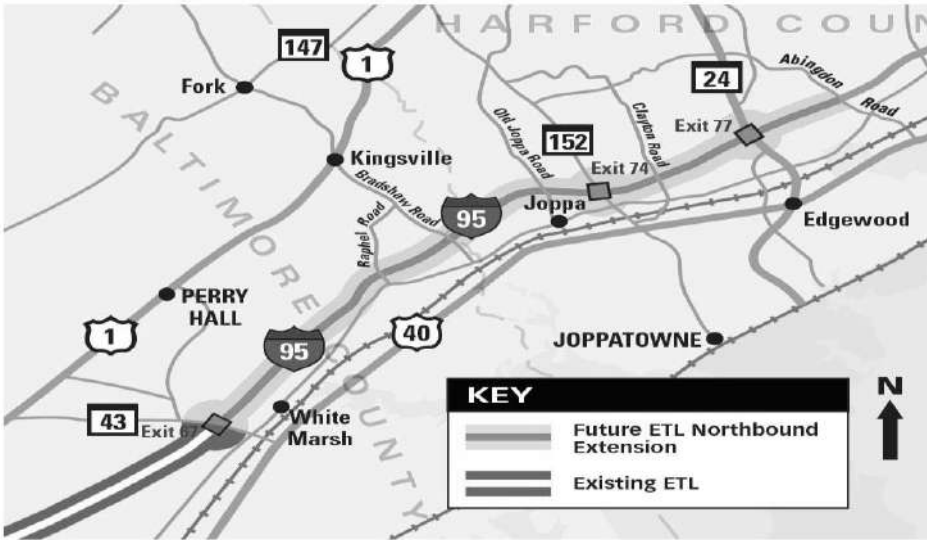 HARFORD COUN
147
1
Fork
24
Abingdon
Road
BALTIMORE COUNTY
Old Joppa Road
152
Clayton Road
Exit 77
Exit 74
Kingsville
Bradshaw Road
95
Joppa
Raphel Road
Edgewood
PERRY
HALL
1
95
40
JOPPATOWNE
43
Exit 67
White
Marsh
KEY
Future ETL Northbound
Extension
Existing ETL
N